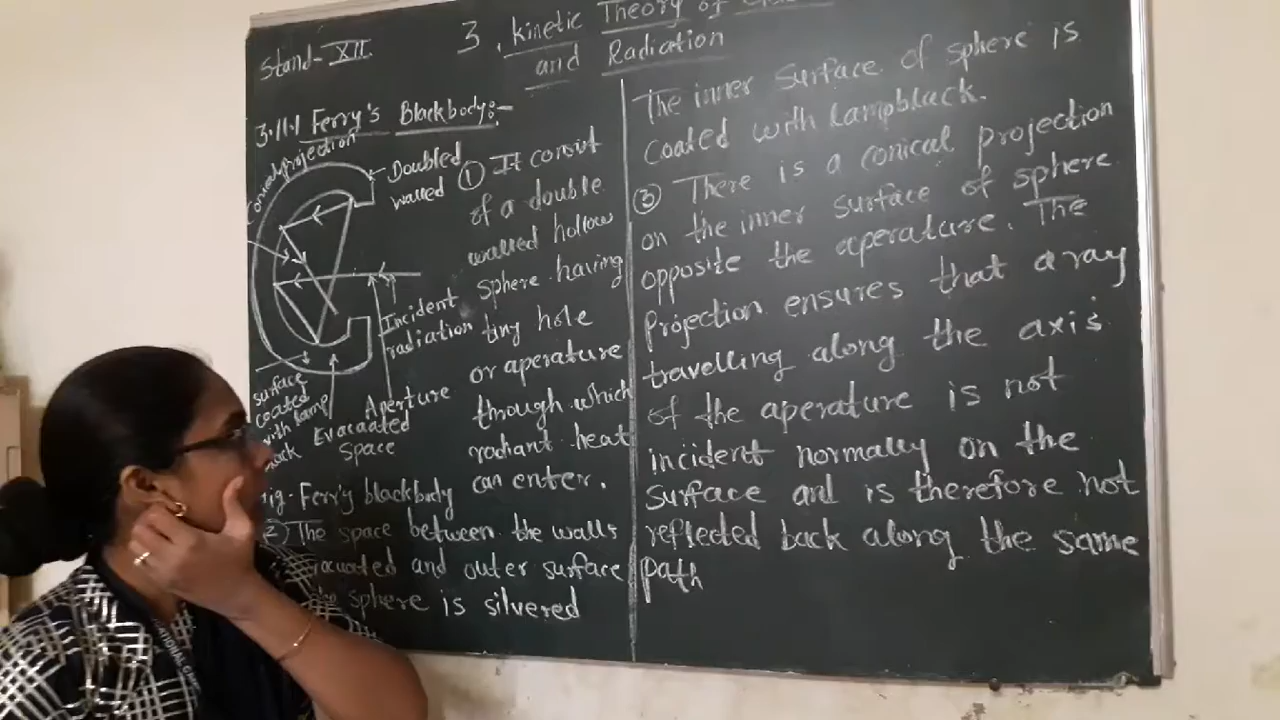 Stand-XII
3. Kinetic Theory of
and Radiation
3.11.1 Ferry's Blackbody:-
Conical projection
Doubled
walled
Incident
radiation
Aperture
Evacuated
Space
surface
coated
with lamp
Fig- Ferry blackbody
① It consist
of a double
walled hollow
sphere having
tiny hole
or aperature
through which
radiant heat
can enter.
2) The space between the walls
and outer surface
sphere is silvered
The inner surface of sphere is
coated with Lampblack.
③ There is a conical projection
on the inner surface of sphere
opposite the aperature. The
Projection ensures that a ray
travelling along the axis
of the aperature is not
incident normally on the
surface and is therefore not
reflected back along the same
path